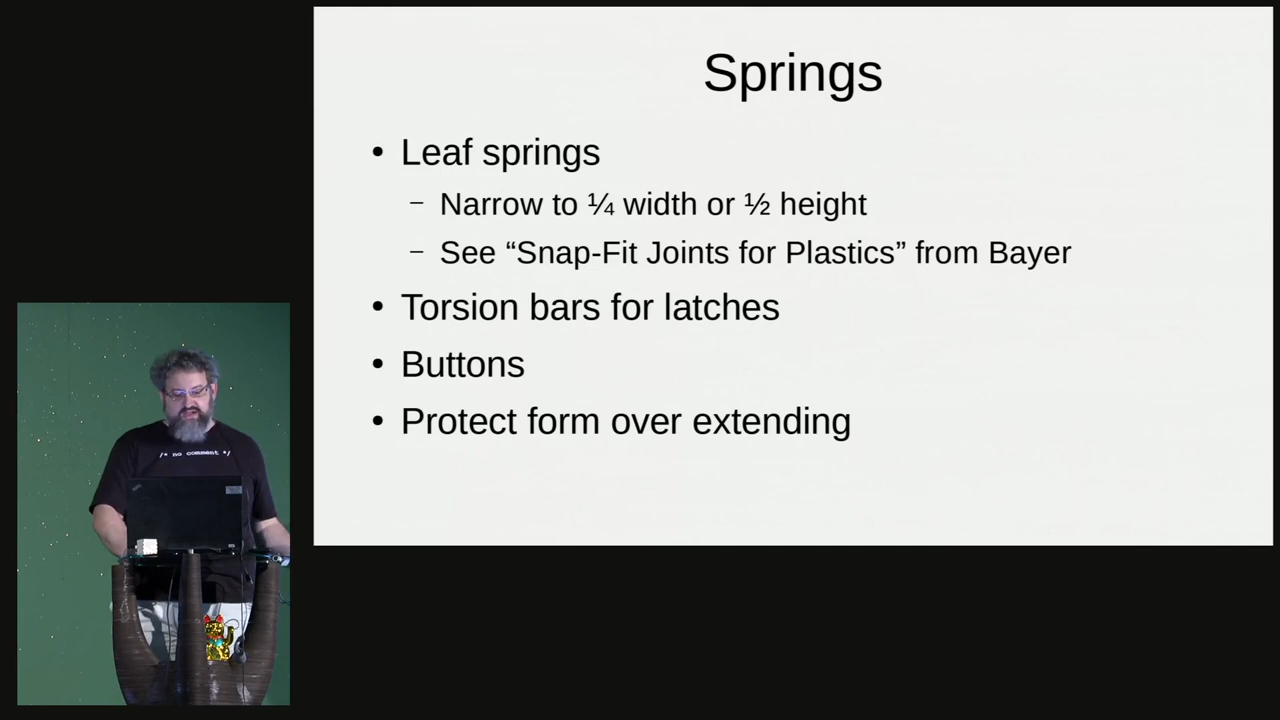 Springs
• Leaf springs
– Narrow to ¼ width or ½ height
– See “Snap-Fit Joints for Plastics” from Bayer
• Torsion bars for latches
• Buttons
• Protect form over extending
/* no comment */